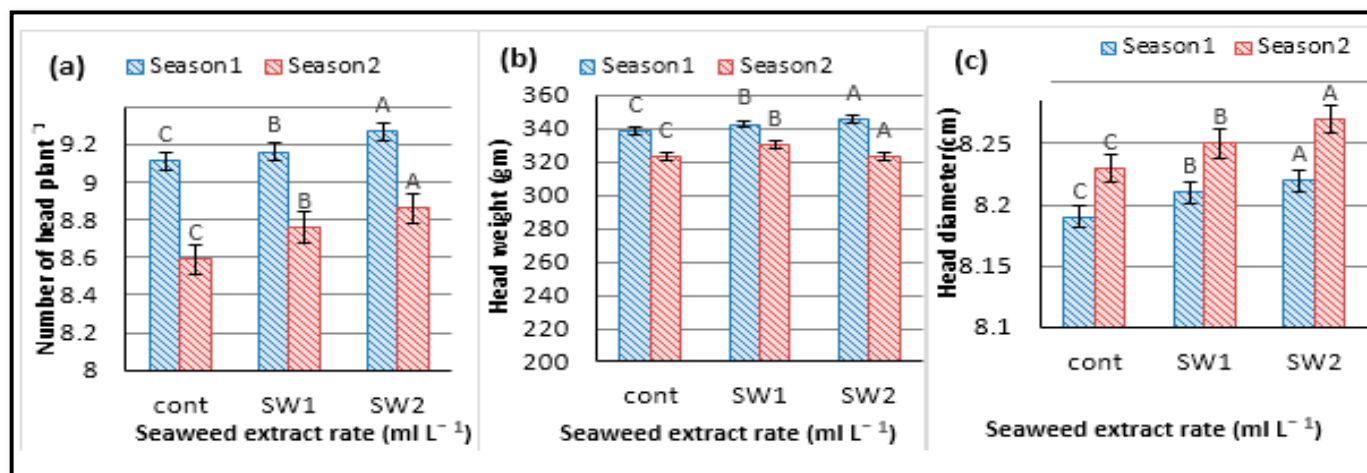 (a)
Season1 Season2
Number of head plant⁻¹
9.2
9
8.8
8.6
8.4
8.2
8
C C B B A A
cont SW1 SW2
Seaweed extract rate (ml L⁻ ¹)
(b)
Season1 Season2
Head weight (gm)
360
340
320
300
280
260
240
220
200
C C B B A A
cont SW1 SW2
Seaweed extract rate (ml L⁻ ¹)
(c)
Season1 Season2
Head diameter(cm)
8.25
8.2
8.15
8.1
C C B B A A
cont SW1 SW2
Seaweed extract rate (ml L⁻ ¹)